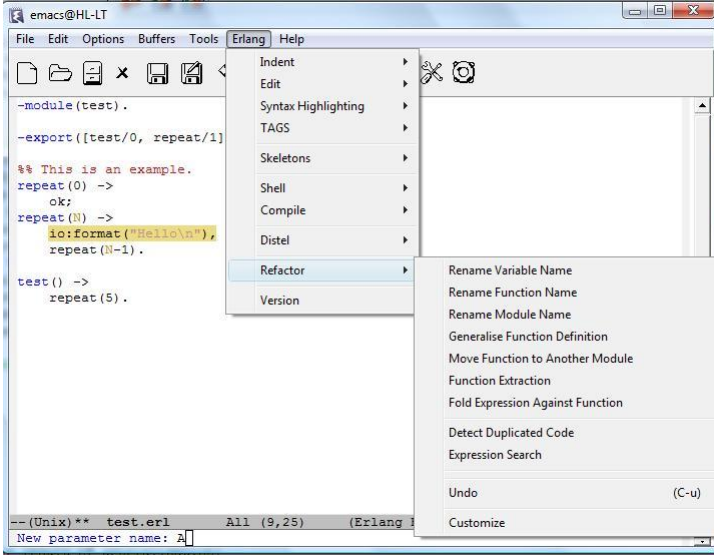 emacs@HL-LT
File Edit Options Buffers Tools Erlang Help
-module(test).
-export([test/0, repeat/1]
%% This is an example.
repeat(0) ->
ok;
repeat(N) ->
io:format("Hello\n"),
repeat(N-1).
test() ->
repeat(5).
Indent
Edit
Syntax Highlighting
TAGS
Skeletons
Shell
Compile
Distel
Refactor
Version
Rename Variable Name
Rename Function Name
Rename Module Name
Generalise Function Definition
Move Function to Another Module
Function Extraction
Fold Expression Against Function
Detect Duplicated Code
Expression Search
Undo (C-u)
Customize
--(Unix)** test.erl All (9,25) (Erlang
New parameter name: A